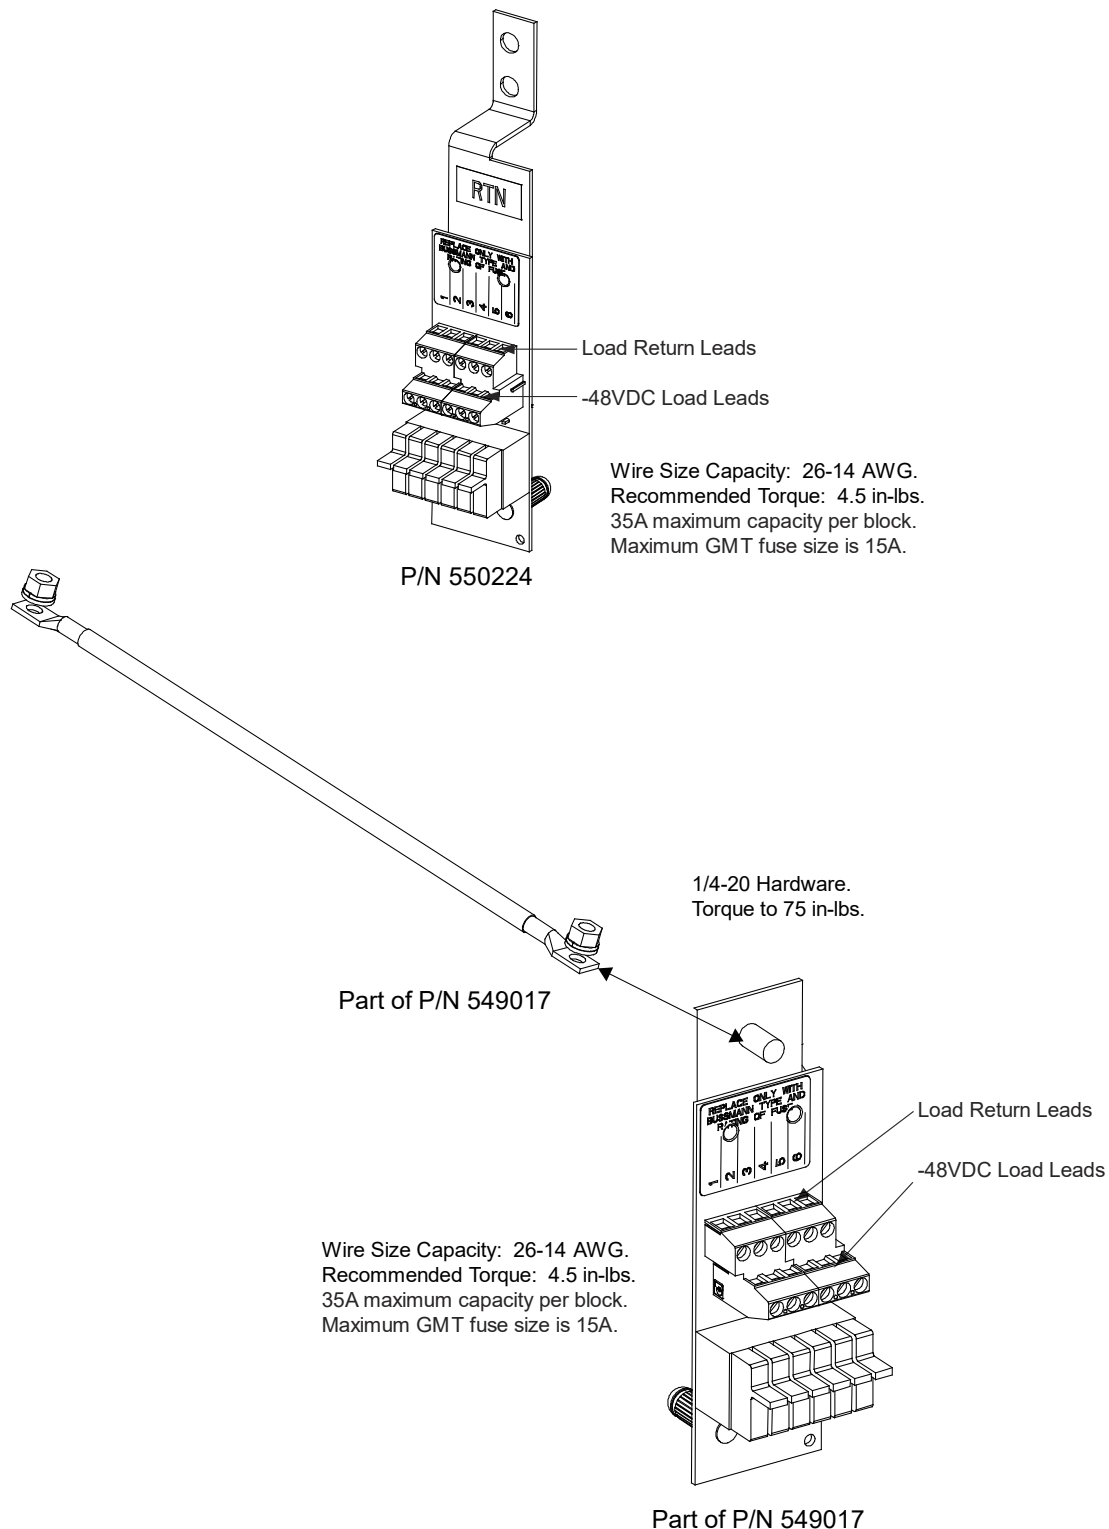 RTN
REPLACE ONLY WITH
BUSSMANN TYPE AND
RATING OF FUSE
1 2 3 4 5 6
Load Return Leads
-48VDC Load Leads
Wire Size Capacity: 26-14 AWG.
Recommended Torque: 4.5 in-lbs.
35A maximum capacity per block.
Maximum GMT fuse size is 15A.
P/N 550224
1/4-20 Hardware.
Torque to 75 in-lbs.
Part of P/N 549017
REPLACE ONLY WITH
BUSSMANN TYPE AND
RATING OF FUSE
1 2 3 4 5 6
Load Return Leads
-48VDC Load Leads
Wire Size Capacity: 26-14 AWG.
Recommended Torque: 4.5 in-lbs.
35A maximum capacity per block.
Maximum GMT fuse size is 15A.
Part of P/N 549017